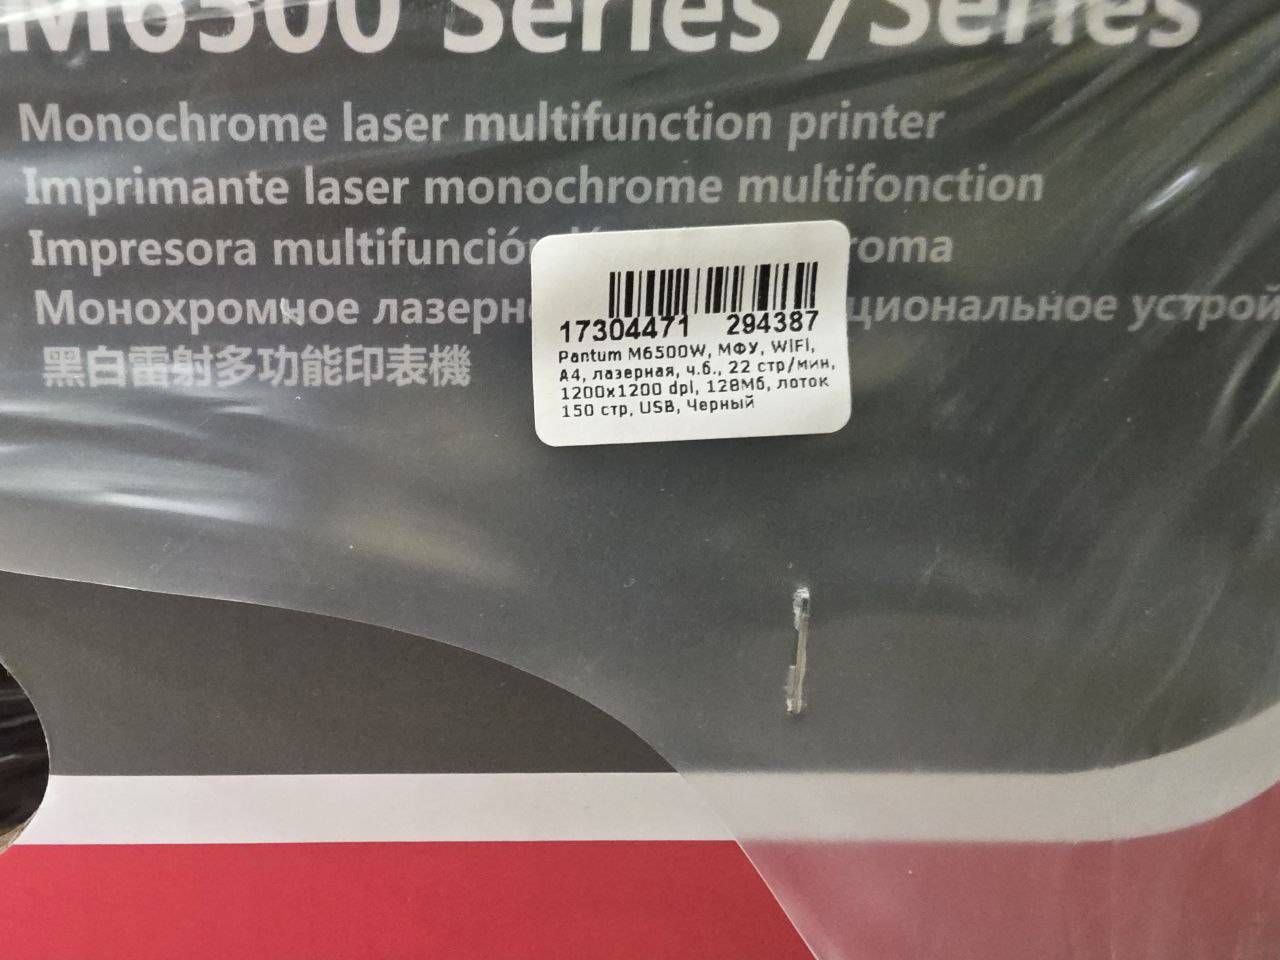 M6500 Series /Series
Monochrome laser multifunction printer
Imprimante laser monochrome multifonction
Impresora multifunción roma
Монохромное лазерно циональное устрой
黑白雷射多功能印表機
17304471 294387
Pantum M6500W, МФУ, WiFi,
A4, лазерная, ч.б., 22 стр/мин,
1200x1200 dpi, 128Мб, лоток
150 стр, USB, Черный